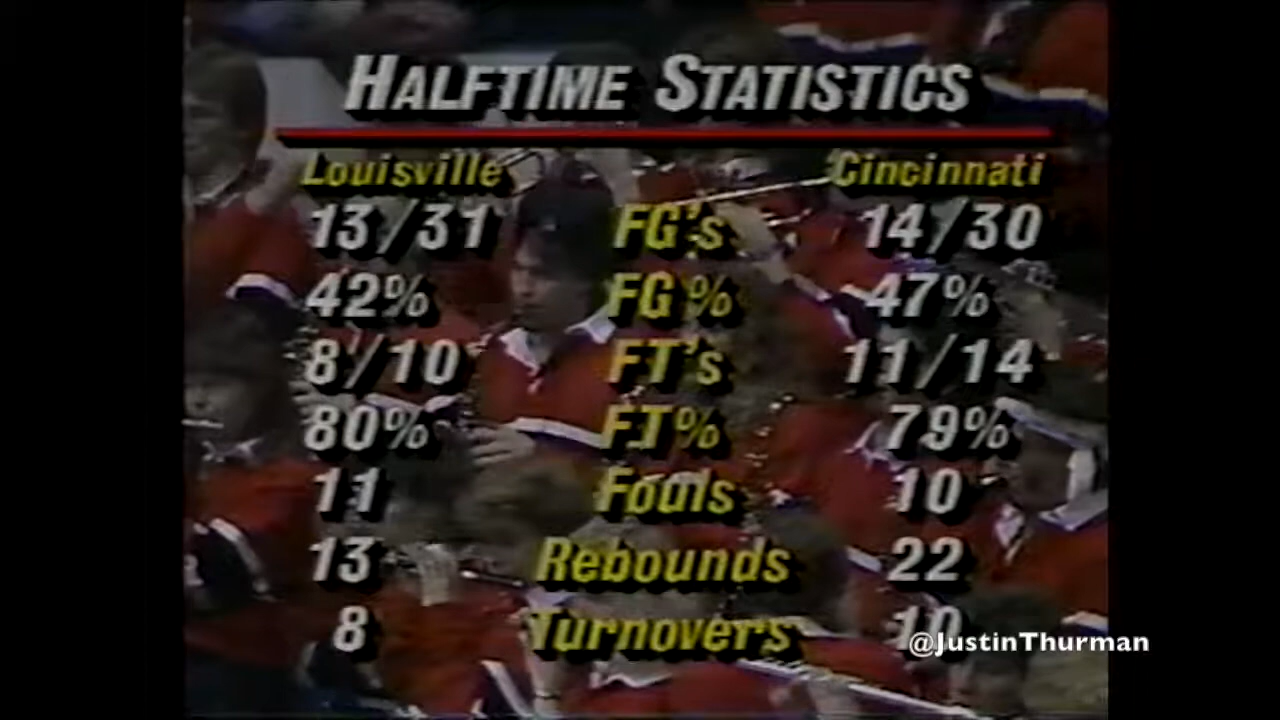 HALFTIME STATISTICS
Louisville Cincinnati
13/31 FG's 14/30
42% FG% 47%
8/10 FT's 11/14
80% FT% 79%
11 Fouls 10
13 Rebounds 22
8 Turnovers 10
@JustinThurman